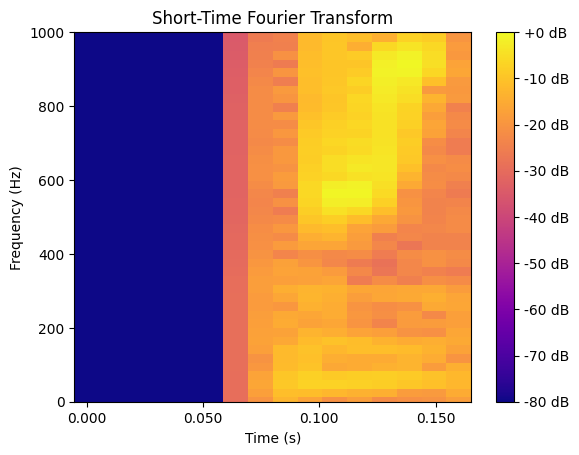 Short-Time Fourier Transform
1000
800
600
400
200
0
Frequency (Hz)
0.000
0.050
0.100
0.150
Time (s)
+0 dB
-10 dB
-20 dB
-30 dB
-40 dB
-50 dB
-60 dB
-70 dB
-80 dB